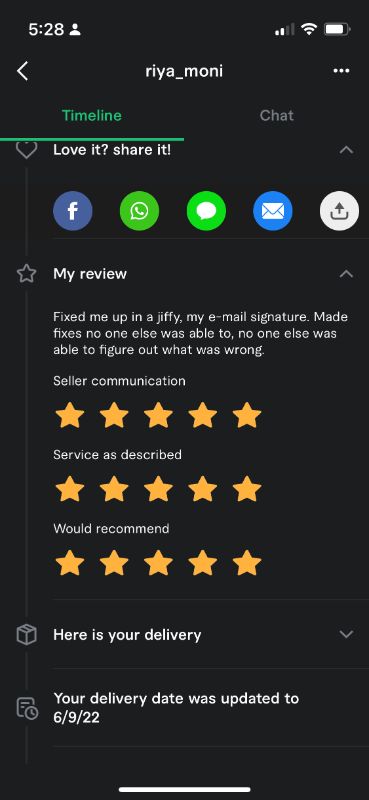 5:28
riya_moni
Timeline
Chat
Love it? share it!
My review
Fixed me up in a jiffy, my e-mail signature. Made
fixes no one else was able to, no one else was
able to figure out what was wrong.
Seller communication
Service as described
Would recommend
Here is your delivery
Your delivery date was updated to
6/9/22